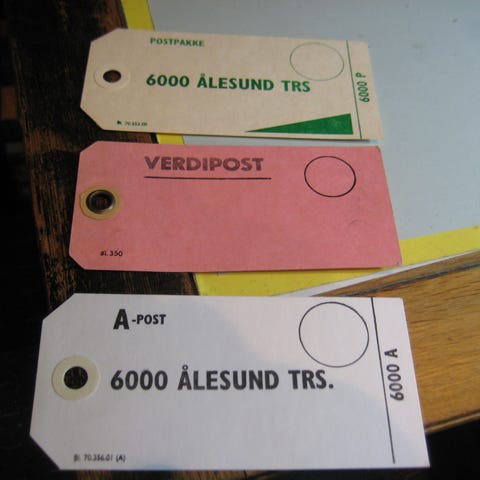 POSTPAKKE
6000 ÅLESUND TRS
6000 P
VERDIPOST
Bl. 350
A-POST
6000 ÅLESUND TRS.
6000 A
Bl. 70.356.01 (A)